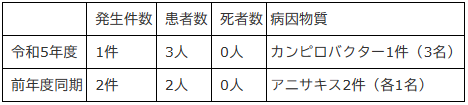 発生件数 患者数 死者数 病因物質
令和5年度 1件 3人 0人 カンピロバクター1件（3名）
前年度同期 2件 2人 0人 アニサキス2件（各1名）